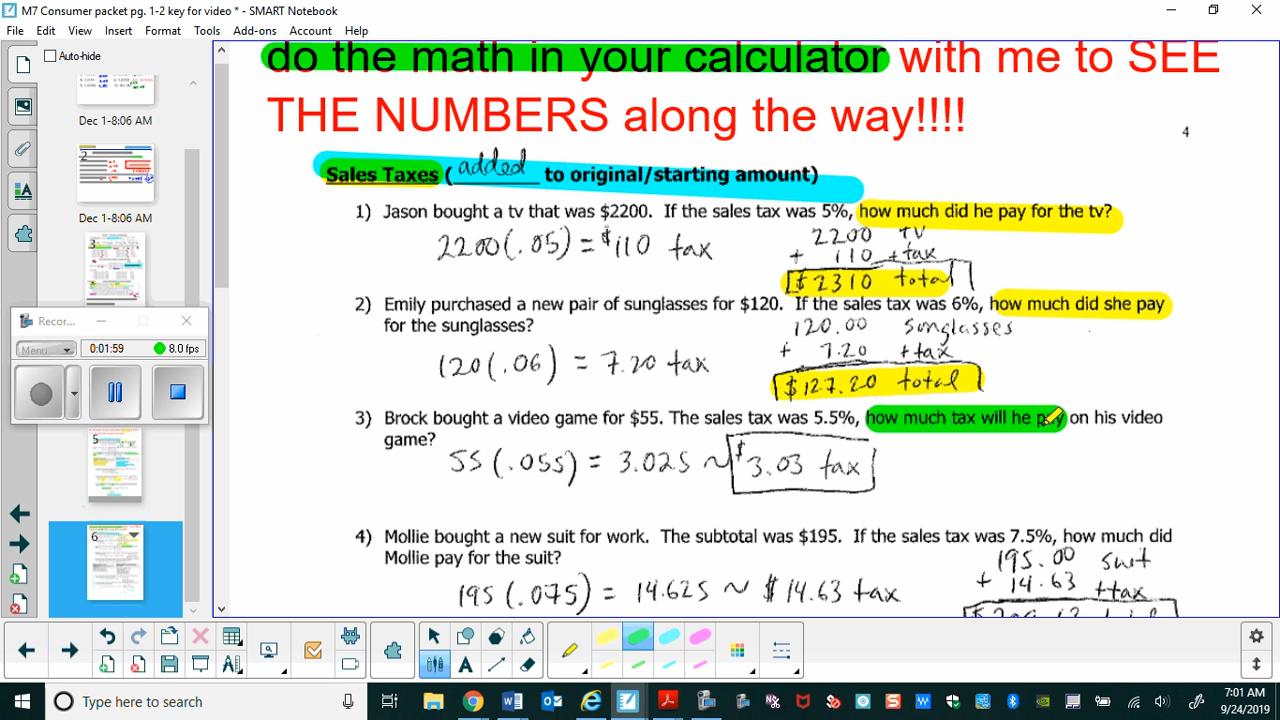 M7 Consumer packet pg. 1-2 key for video * - SMART Notebook
File Edit View Insert Format Tools Add-ons Account Help
Auto-hide
Dec 1-8:06 AM
2
Dec 1-8:06 AM
3
Recor...
Menu
0:01:59
8.0 fps
5
6
do the math in your calculator with me to SEE
THE NUMBERS along the way!!!!
4
Sales Taxes (added to original/starting amount)
1) Jason bought a tv that was $2200. If the sales tax was 5%, how much did he pay for the tv?
2200(.05) = $110 tax
2200 tv
+ 110 +tax
$2310 total
2) Emily purchased a new pair of sunglasses for $120. If the sales tax was 6%, how much did she pay
for the sunglasses?
120.00 sunglasses
+ 7.20 +tax
120(.06) = 7.20 tax
$127.20 total
3) Brock bought a video game for $55. The sales tax was 5.5%, how much tax will he pay on his video
game?
55(.055) = 3.025 ~ $3.03 tax
4) Mollie bought a new suit for work. The subtotal was $195. If the sales tax was 7.5%, how much did
Mollie pay for the suit?
195.00 suit
+ 14.63 +tax
195(.075) = 14.625 ~ $14.63 tax
A
Type here to search
7:01 AM
9/24/2019